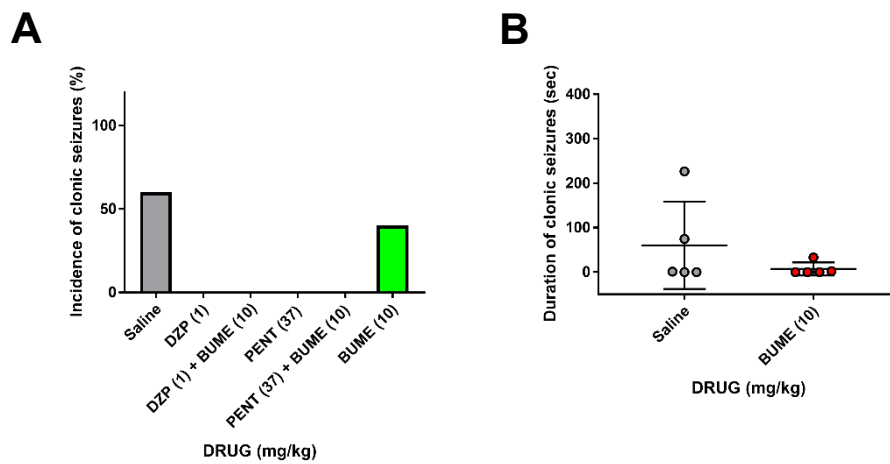 A
Incidence of clonic seizures (%)
100
50
0
Saline
DZP (1)
DZP (1) + BUME (10)
PENT (37)
PENT (37) + BUME (10)
BUME (10)
DRUG (mg/kg)
B
Duration of clonic seizures (sec)
400
300
200
100
0
Saline
BUME (10)
DRUG (mg/kg)